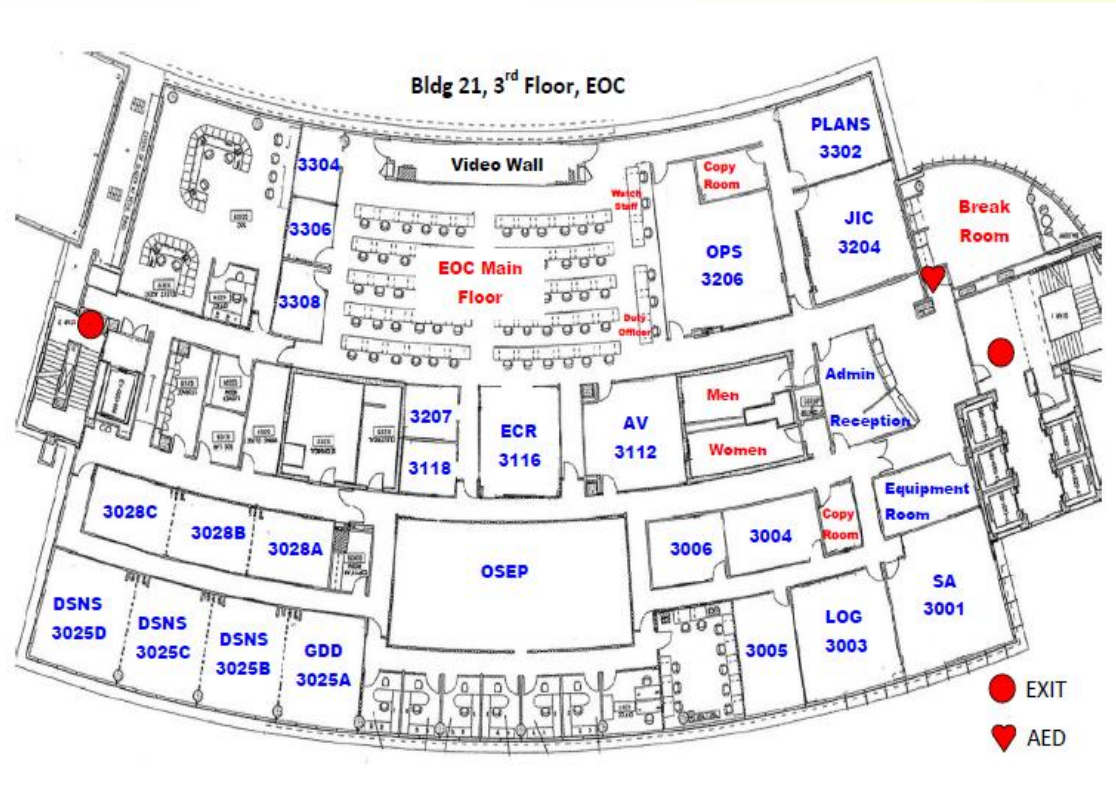 Bldg 21, 3rd Floor, EOC
PLANS
3302
3304
Video Wall
Copy
Room
Watch
Staff
JIC
3204
Break
Room
3306
EOC Main
Floor
OPS
3206
3308
Duty
Officer
Admin
Reception
Men
Women
3207
3118
ECR
3116
AV
3112
Equipment
Room
3028C
3028B
3028A
OSEP
3006
3004
Copy
Room
SA
3001
DSNS
3025D
DSNS
3025C
DSNS
3025B
GDD
3025A
3005
LOG
3003
EXIT
AED